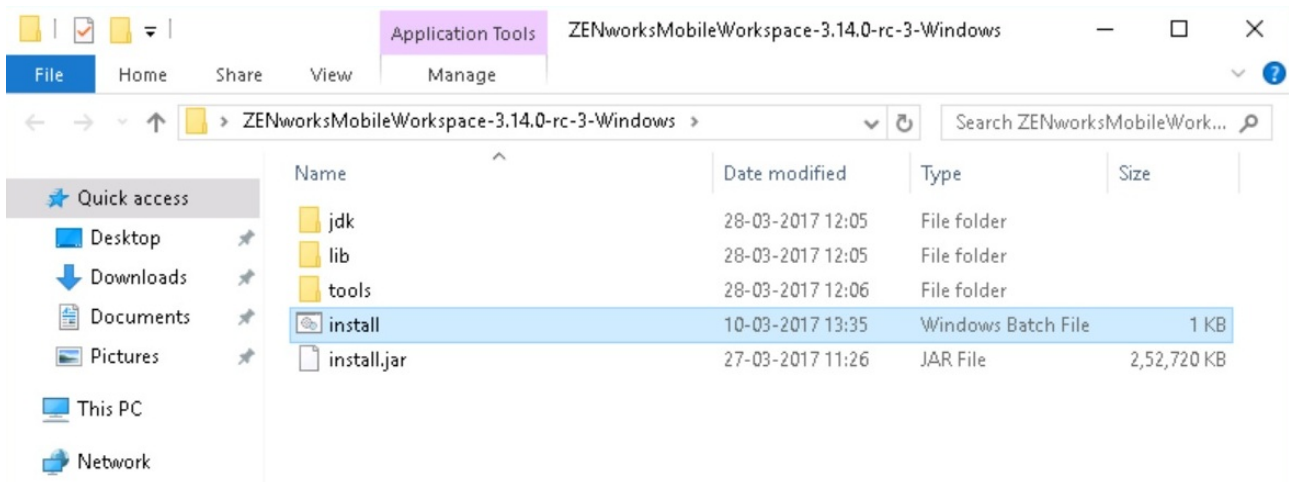 Application Tools ZENworksMobileWorkspace-3.14.0-rc-3-Windows
File Home Share View Manage
ZENworksMobileWorkspace-3.14.0-rc-3-Windows Search ZENworksMobileWork...
Name Date modified Type Size
Quick access
Desktop
Downloads
Documents
Pictures
This PC
Network
jdk 28-03-2017 12:05 File folder
lib 28-03-2017 12:05 File folder
tools 28-03-2017 12:06 File folder
install 10-03-2017 13:35 Windows Batch File 1 KB
install.jar 27-03-2017 11:26 JAR File 2,52,720 KB